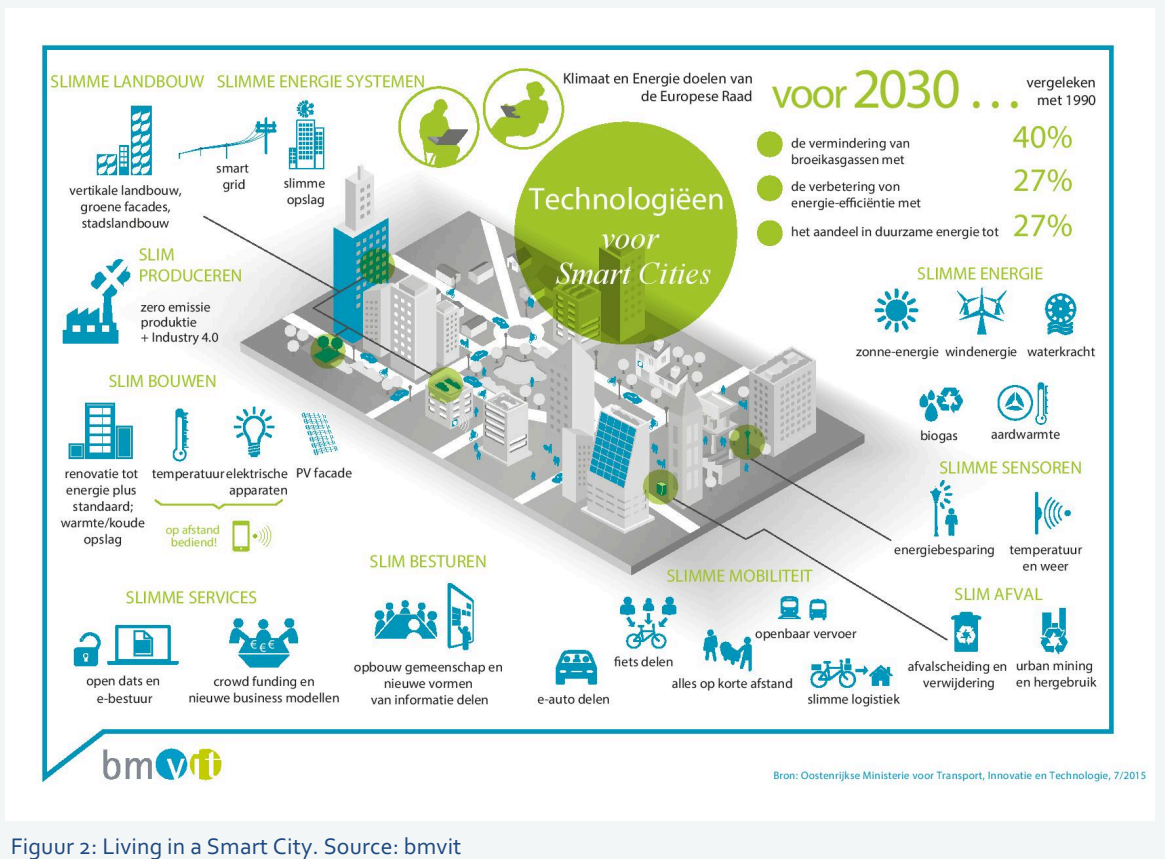 SLIMME LANDBOUW
vertikale landbouw,
groene facades,
stadslandbouw
SLIMME ENERGIE SYSTEMEN
smart
grid
slimme
opslag
Klimaat en Energie doelen van
de Europese Raad
voor 2030 ...
vergeleken
met 1990
de vermindering van
broeikasgassen met
40%
de verbetering von
energie-efficiëntie met
27%
het aandeel in duurzame energie tot
27%
Technologiëen
voor
Smart Cities
SLIM
PRODUCEREN
zero emissie
produktie
+ Industry 4.0
SLIMME ENERGIE
zonne-energie
windenergie
waterkracht
biogas
aardwarmte
SLIM BOUWEN
renovatie tot
energie plus
standaard;
warmte/koude
opslag
temperatuur
elektrische
apparaten
PV facade
op afstand
bediend!
SLIMME SENSOREN
energiebesparing
temperatuur
en weer
SLIM BESTUREN
opbouw gemeenschap en
nieuwe vormen
van informatie delen
SLIMME SERVICES
open dats en
e-bestuur
crowd funding en
nieuwe business modellen
€€€
SLIMME MOBILITEIT
e-auto delen
fiets delen
alles op korte afstand
openbaar vervoer
slimme logistiek
SLIM AFVAL
afvalscheiding en
verwijdering
urban mining
en hergebruik
bmvit
Bron: Oostenrijkse Ministerie voor Transport, Innovatie en Technologie, 7/2015
Figuur 2: Living in a Smart City. Source: bmvit